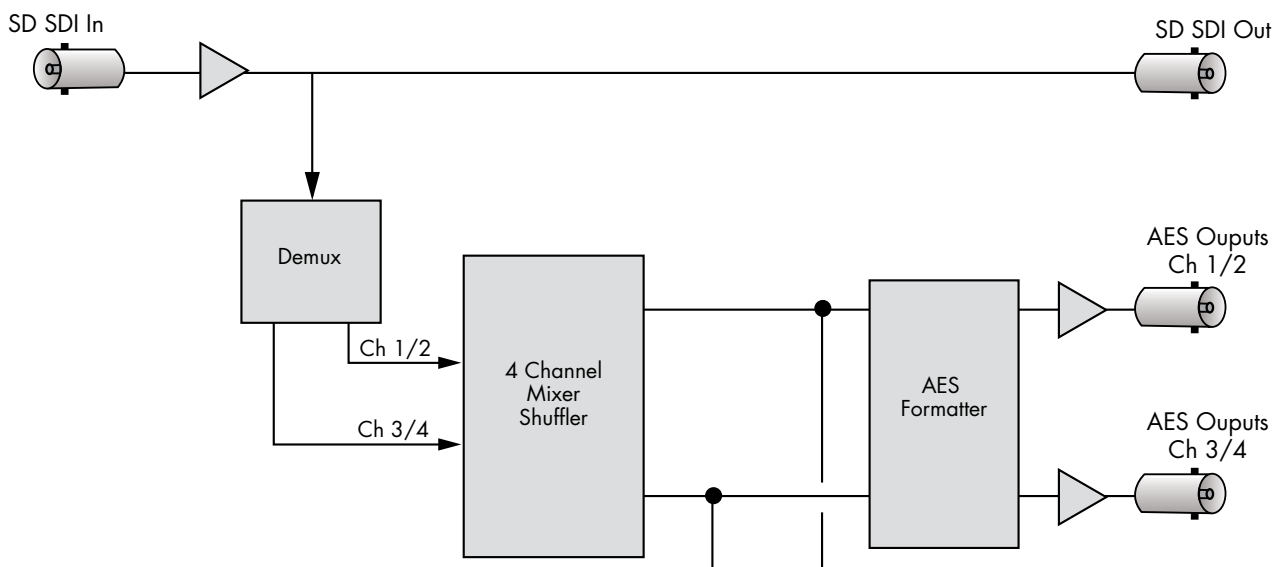 SD SDI In
SD SDI Out
Demux
AES Ouputs
Ch 1/2
Ch 1/2
4 Channel
Mixer
Shuffler
AES
Formatter
Ch 3/4
AES Ouputs
Ch 3/4